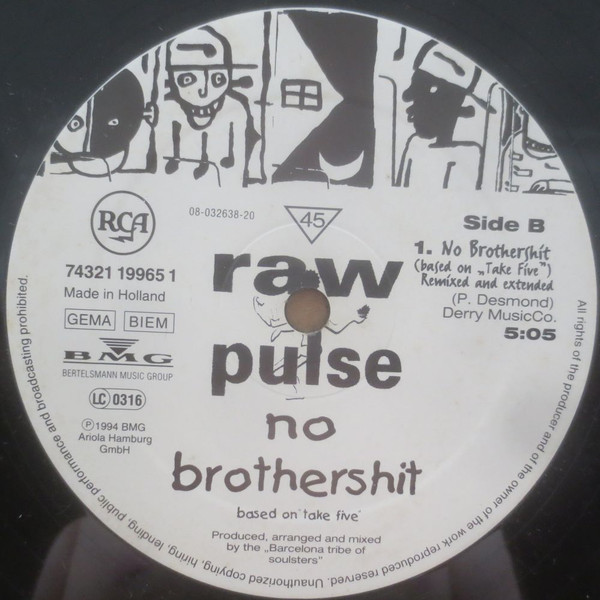 RCA
08-032638-20
45
Side B
1. No Brothershit
(based on „Take Five")
Remixed and extended
(P. Desmond)
Derry MusicCo.
5:05
74321 19965 1
Made in Holland
GEMA BIEM
BMG
BERTELSMANN MUSIC GROUP
LC 0316
Ⓟ 1994 BMG
Ariola Hamburg
GmbH
raw
pulse
no
brothershit
based on 'take five'
Produced, arranged and mixed
by the „Barcelona tribe of
soulsters"
All rights of the producer and of the owner of the work reproduced reserved. Unauthorized copying, hiring, lending, public performance and broadcasting prohibited.